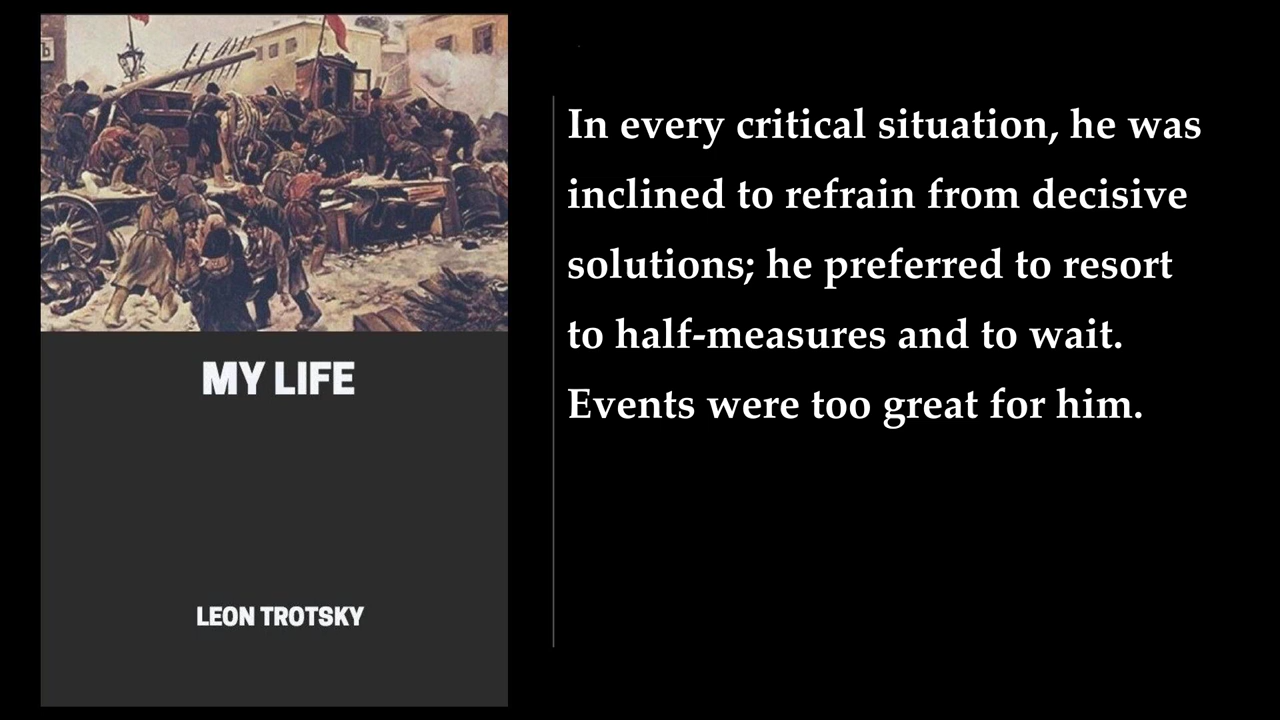 MY LIFE
LEON TROTSKY
In every critical situation, he was
inclined to refrain from decisive
solutions; he preferred to resort
to half-measures and to wait.
Events were too great for him.